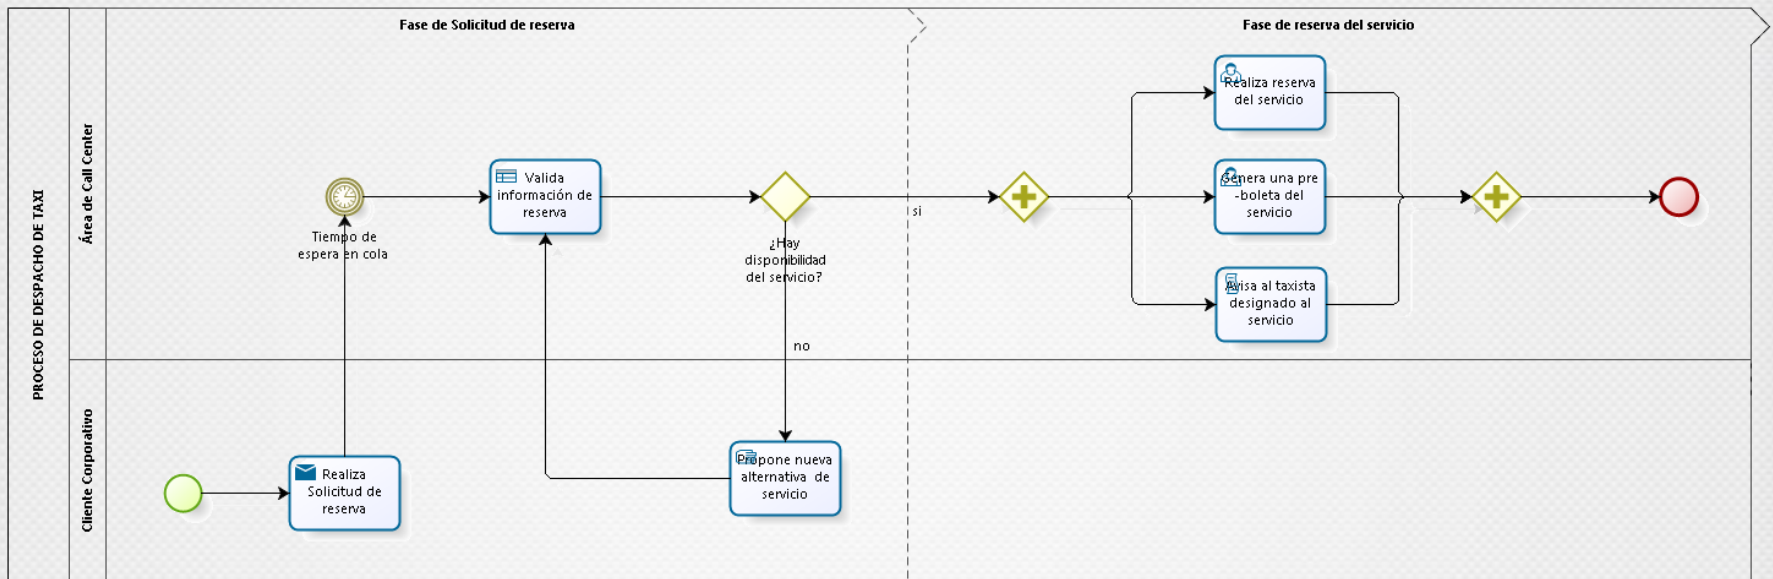 PROCESO DE DESPACHO DE TAXI
Fase de Solicitud de reserva
Fase de reserva del servicio
Área de Call Center
Tiempo de
espera en cola
Valida
información de
reserva
¿Hay
disponibilidad
del servicio?
si
no
Realiza reserva
del servicio
Genera una pre
-boleta del
servicio
Avisa al taxista
designado al
servicio
Cliente Corporativo
Realiza
Solicitud de
reserva
Propone nueva
alternativa de
servicio